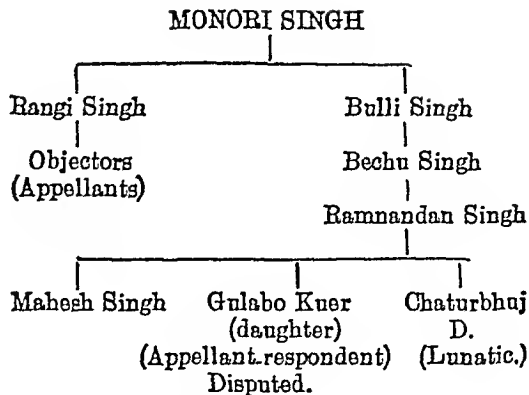 MONORI SINGH
Rangi Singh Bulli Singh
Objectors Bechu Singh
(Appellants)
Ramnandan Singh
Mahesh Singh Gulabo Kuer Chaturbhuj
(daughter) D.
(Appellant-respondent) (Lunatic.)
Disputed.